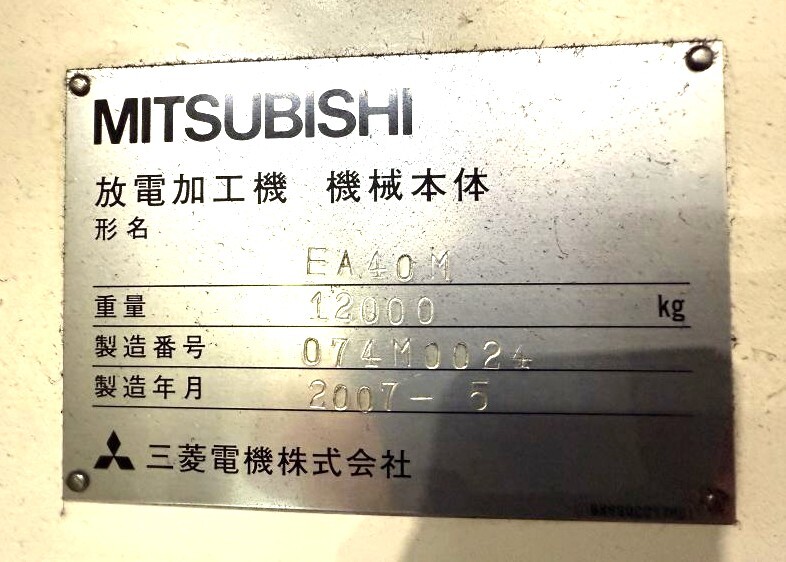 MITSUBISHI
放電加工機 機械本体
形名
EA40M
重量 12000 kg
製造番号 074M0024
製造年月 2007-5
三菱電機株式会社